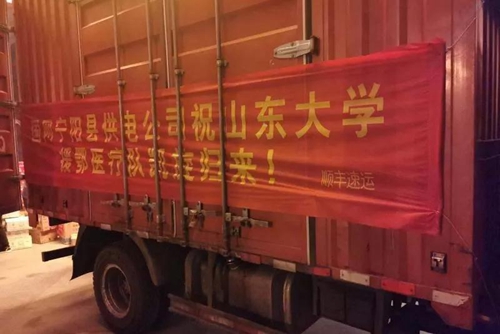 国网宁阳县供电公司祝山东大学
援鄂医疗队凯旋归来！
顺丰速运